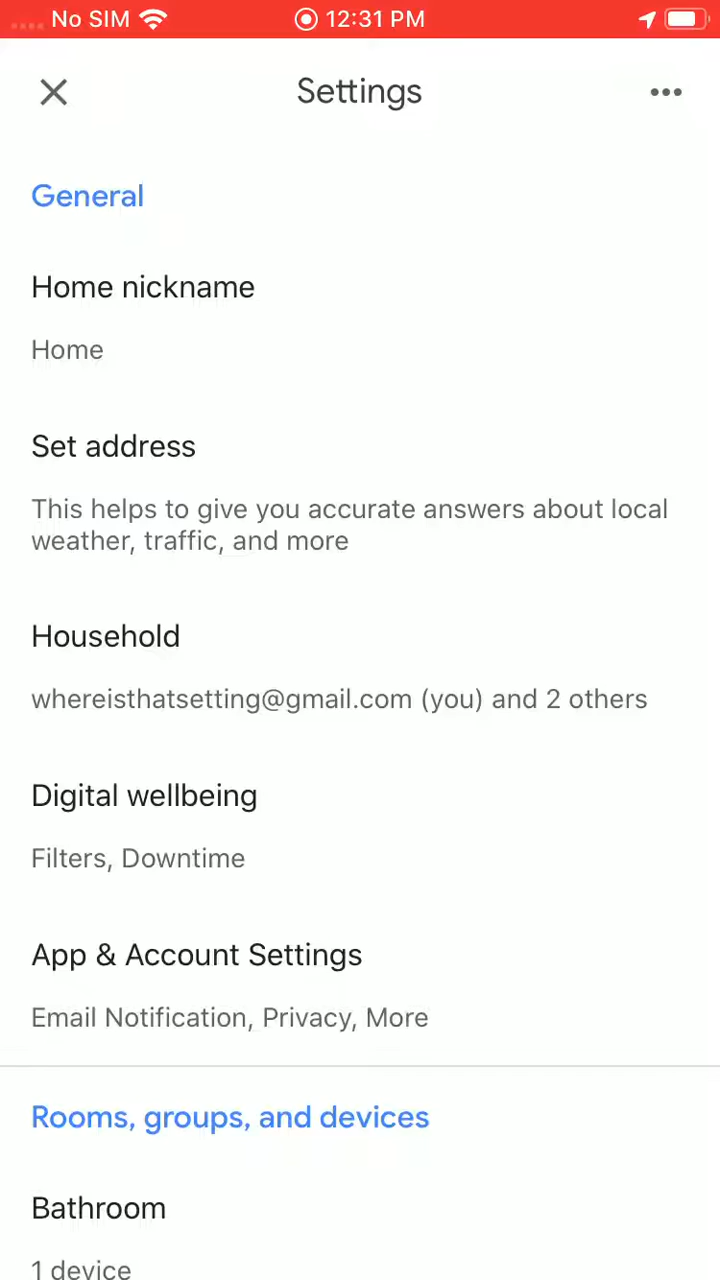 No SIM 12:31 PM
Settings
General
Home nickname
Home
Set address
This helps to give you accurate answers about local
weather, traffic, and more
Household
whereisthatsetting@gmail.com (you) and 2 others
Digital wellbeing
Filters, Downtime
App & Account Settings
Email Notification, Privacy, More
Rooms, groups, and devices
Bathroom
1 device